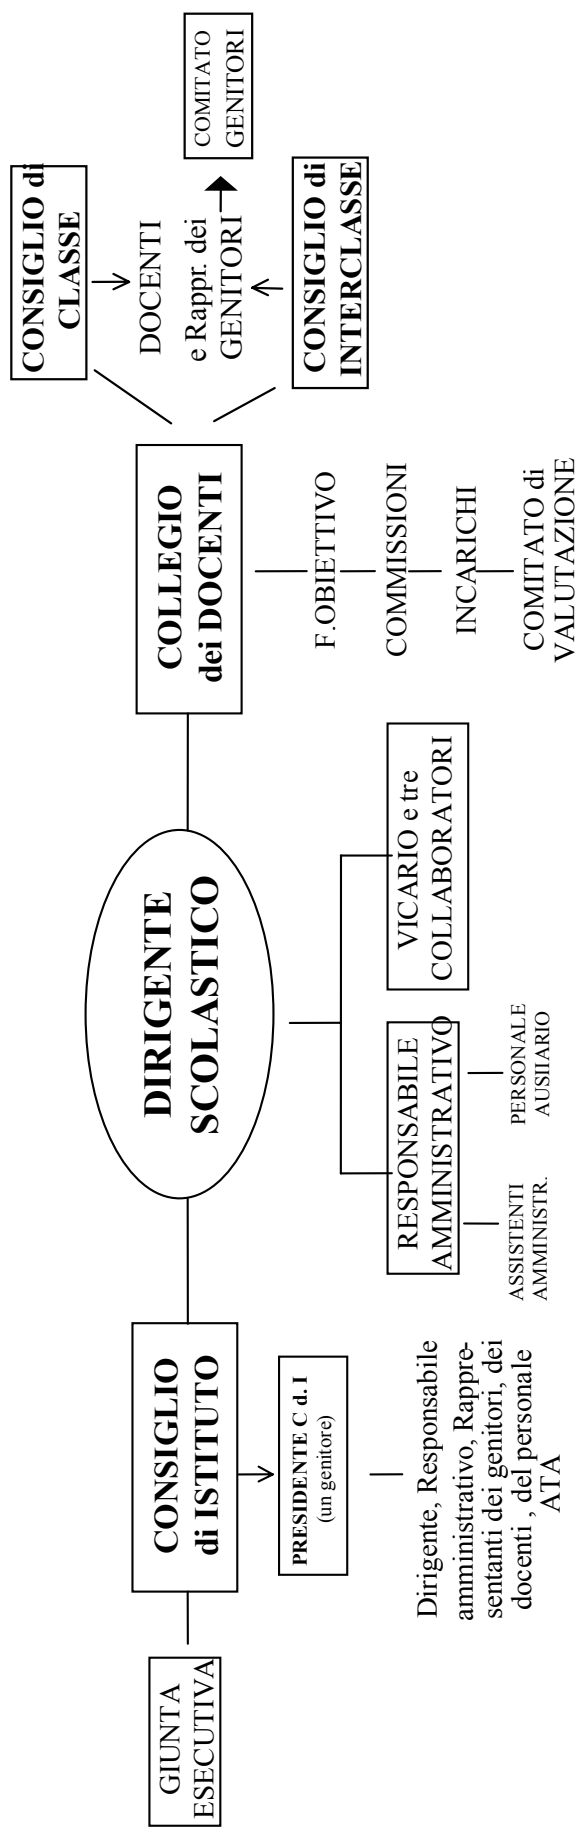 GIUNTA
ESECUTIVA
CONSIGLIO
di ISTITUTO
PRESIDENTE C d. I
(un genitore)
Dirigente, Responsabile
amministrativo, Rappre-
sentanti dei genitori, dei
docenti , del personale
ATA
DIRIGENTE
SCOLASTICO
RESPONSABILE
AMMINISTRATIVO
ASSISTENTI
AMMINISTR.
PERSONALE
AUSIIARIO
VICARIO e tre
COLLABORATORI
COLLEGIO
dei DOCENTI
F.OBIETTIVO
COMMISSIONI
INCARICHI
COMITATO di
VALUTAZIONE
CONSIGLIO di
CLASSE
DOCENTI
e Rappr. dei
GENITORI
CONSIGLIO di
INTERCLASSE
COMITATO
GENITORI